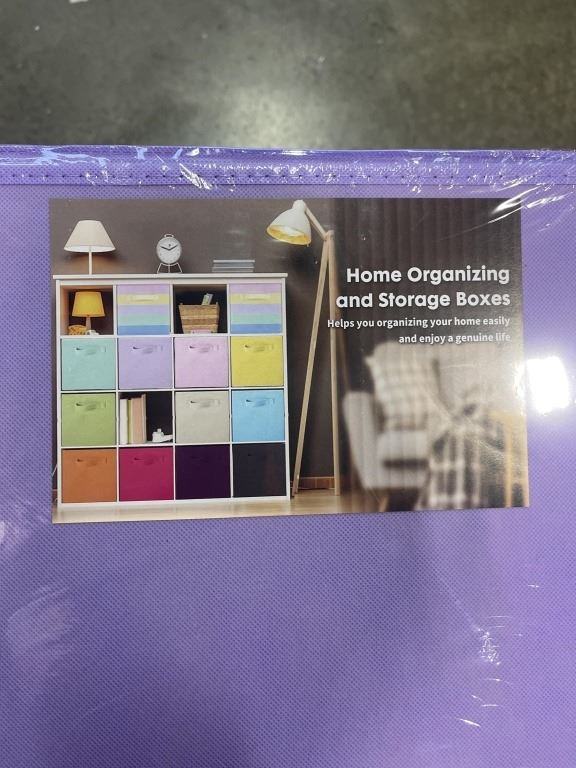 Home Organizing
and Storage Boxes
Helps you organizing your home easily
and enjoy a genuine life